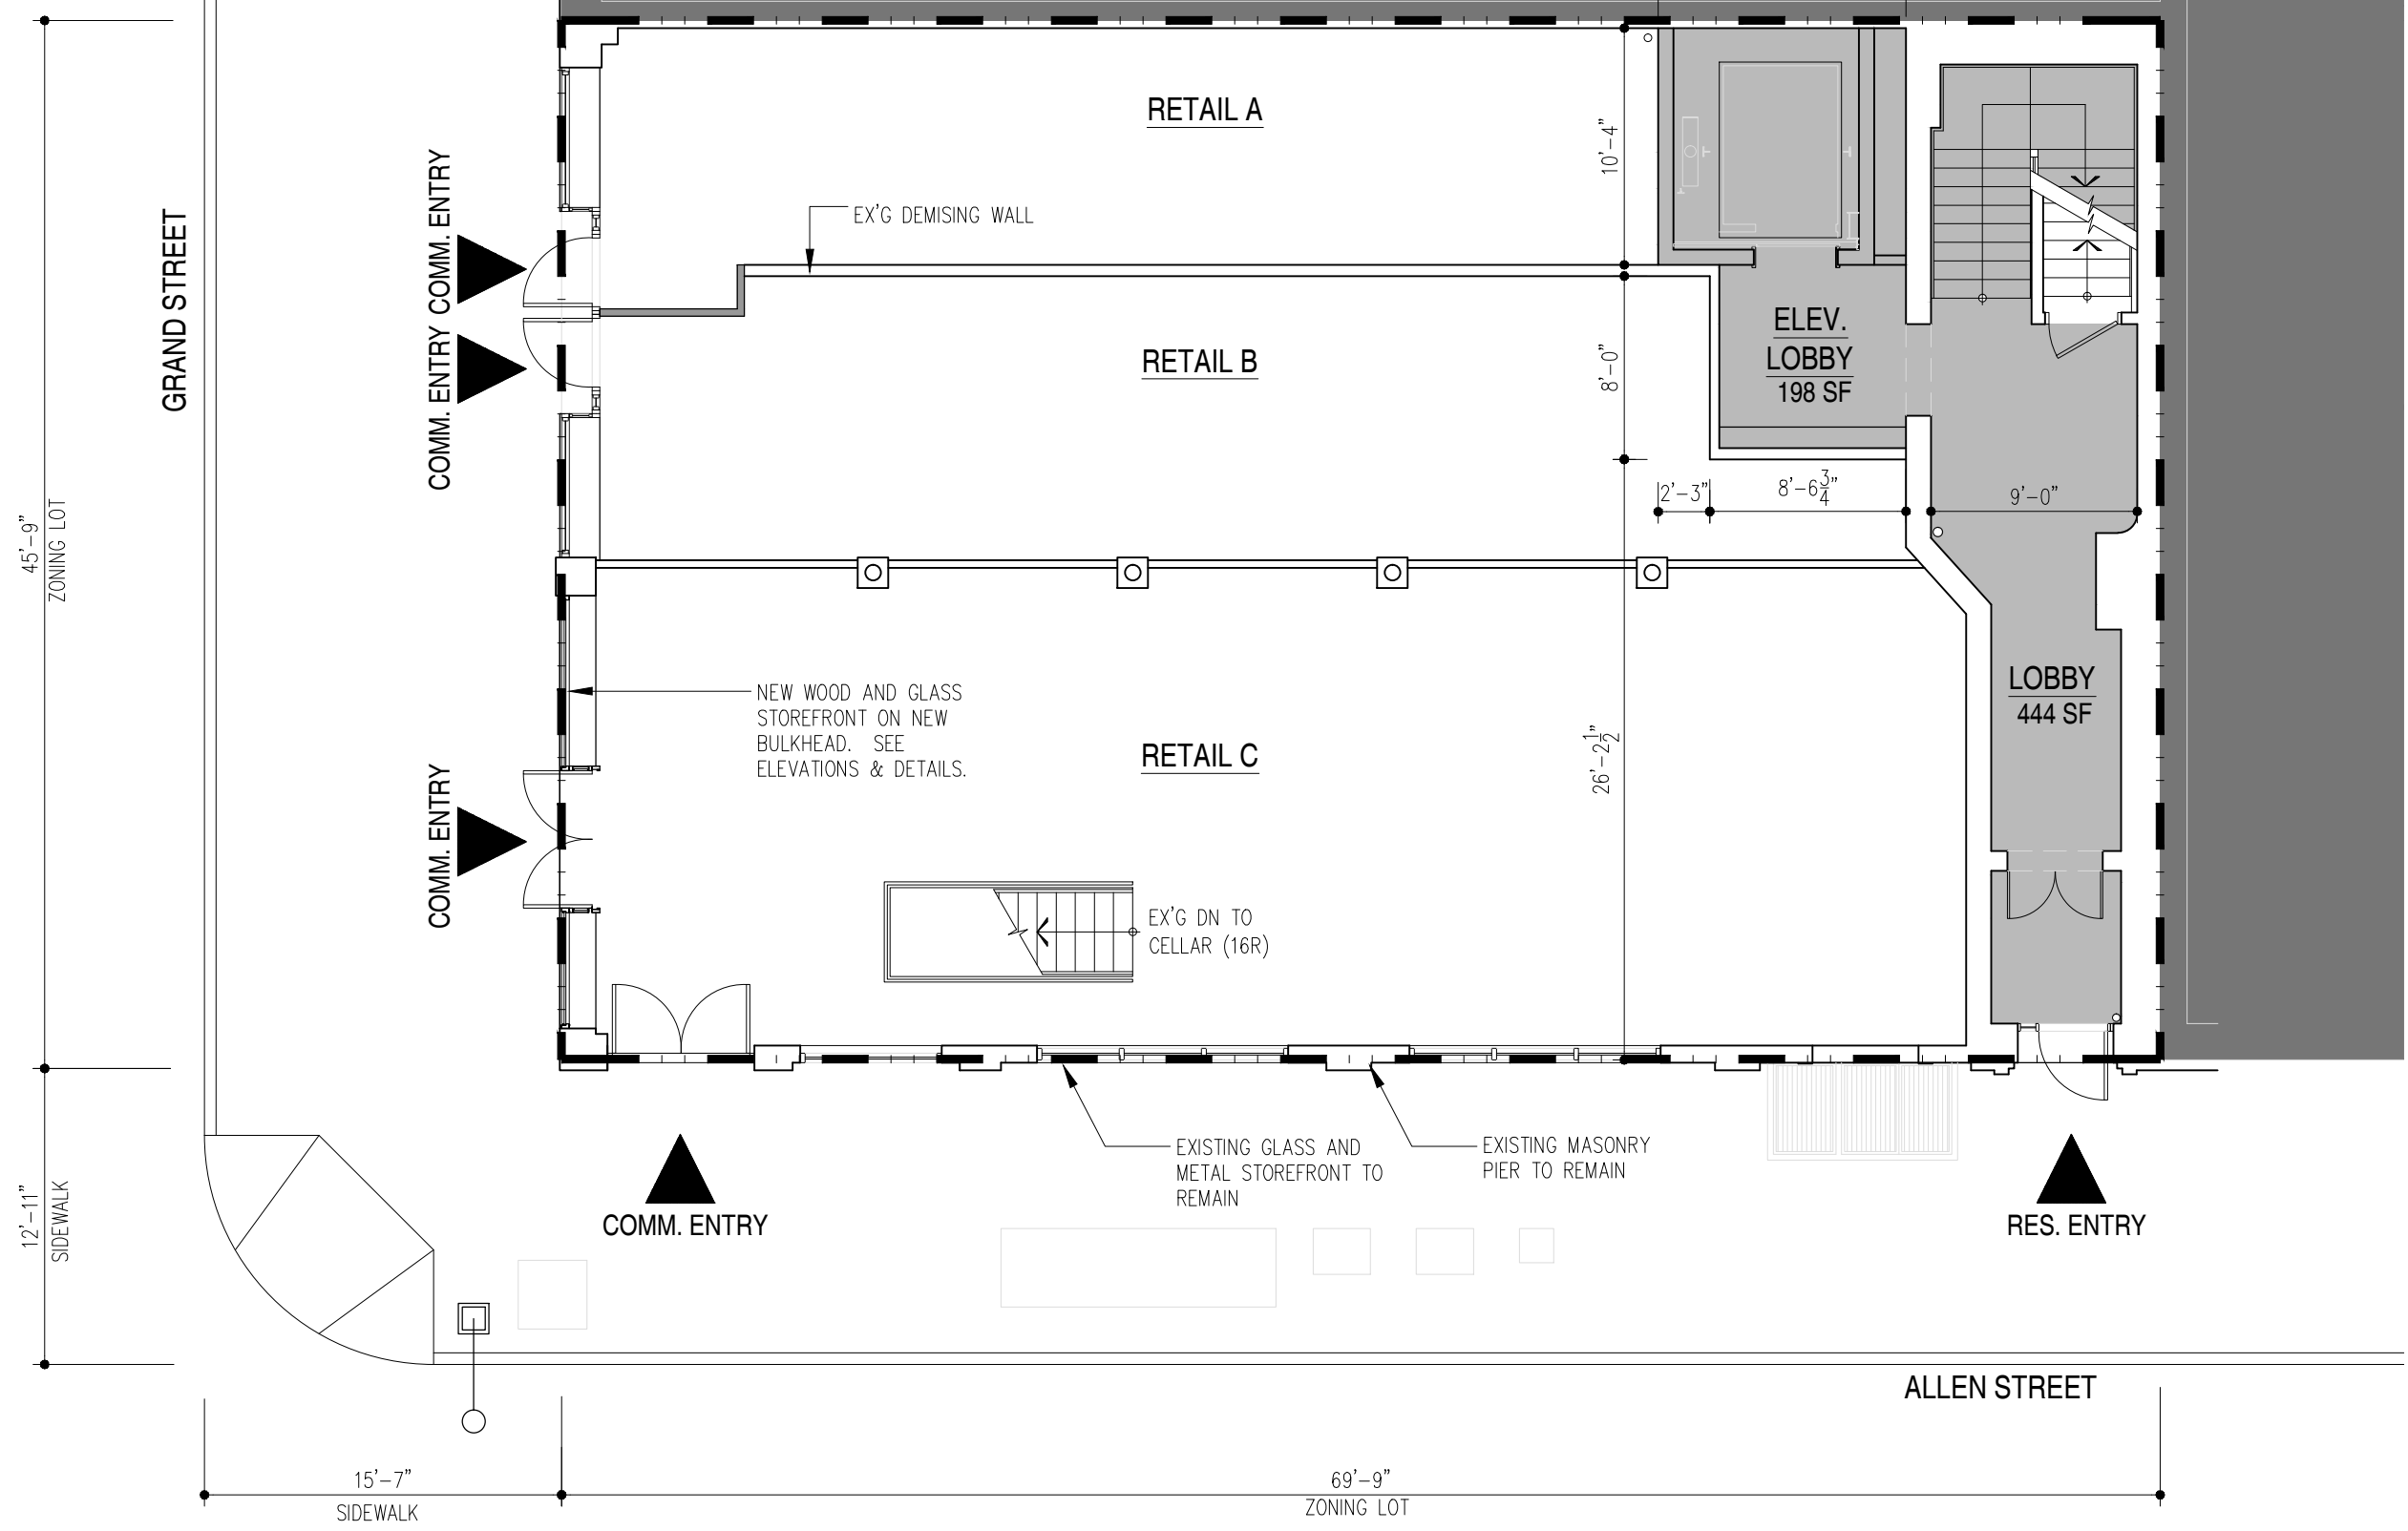 RETAIL A
10'-4"
EX'G DEMISING WALL
COMM. ENTRY
GRAND STREET
COMM. ENTRY
RETAIL B
8'-0"
ELEV.
LOBBY
198 SF
2'-3"
8'-6 3/4"
9'-0"
45'-9"
ZONING LOT
NEW WOOD AND GLASS
STOREFRONT ON NEW
BULKHEAD. SEE
ELEVATIONS & DETAILS.
RETAIL C
26'-2 1/2"
LOBBY
444 SF
COMM. ENTRY
EX'G DN TO
CELLAR (16R)
EXISTING GLASS AND
METAL STOREFRONT TO
REMAIN
EXISTING MASONRY
PIER TO REMAIN
12'-11"
SIDEWALK
COMM. ENTRY
RES. ENTRY
ALLEN STREET
15'-7"
SIDEWALK
69'-9"
ZONING LOT